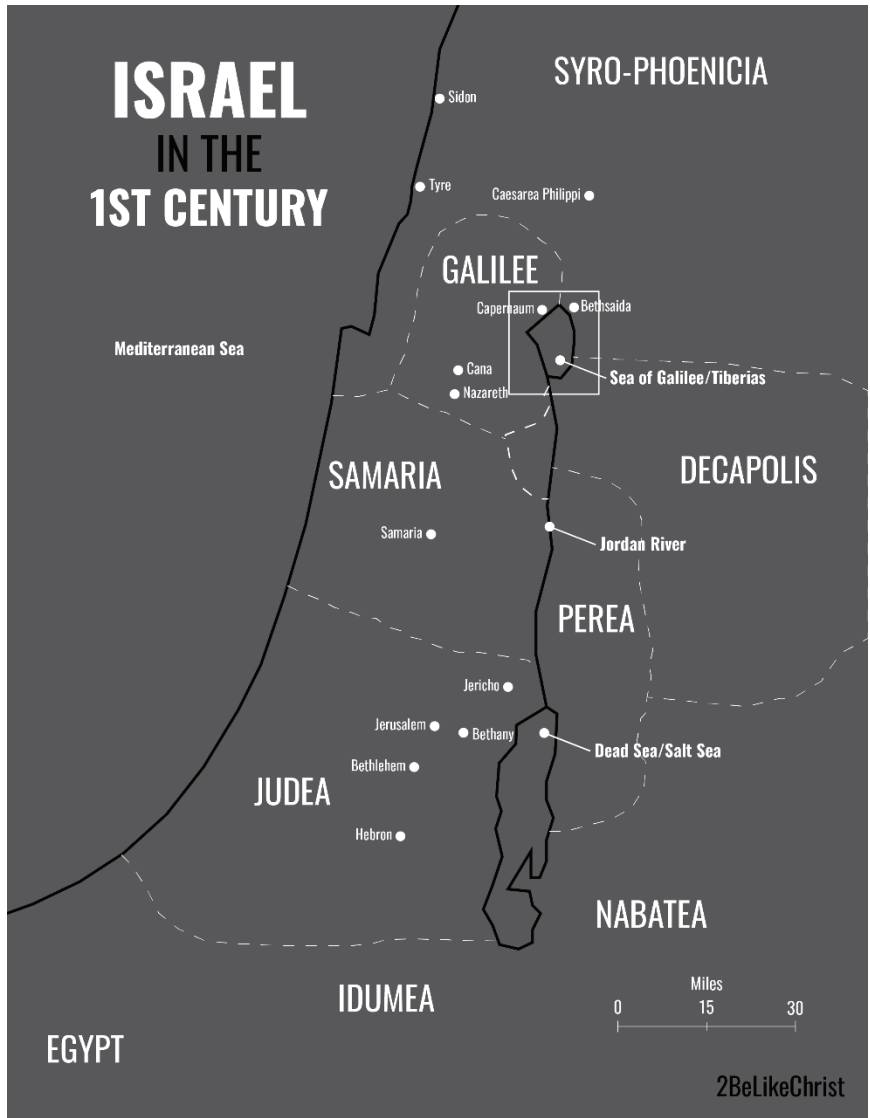 ISRAEL
IN THE
1ST CENTURY
SYRO-PHOENICIA
Sidon
Tyre
Caesarea Philippi
GALILEE
Capernaum
Bethsaida
Mediterranean Sea
Cana
Sea of Galilee/Tiberias
Nazareth
SAMARIA
DECAPOLIS
Samaria
Jordan River
PEREA
Jericho
Jerusalem
Bethany
Dead Sea/Salt Sea
Bethlehem
JUDEA
Hebron
NABATEA
IDUMEA
Miles
0 15 30
EGYPT
2BeLikeChrist